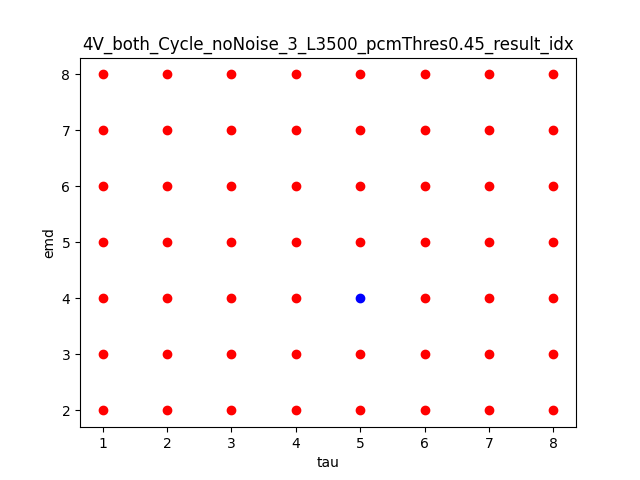 4V_both_Cycle_noNoise_3_L3500_pcmThres0.45_result_idx
8
7
6
5
4
3
2
emd
1 2 3 4 5 6 7 8
tau